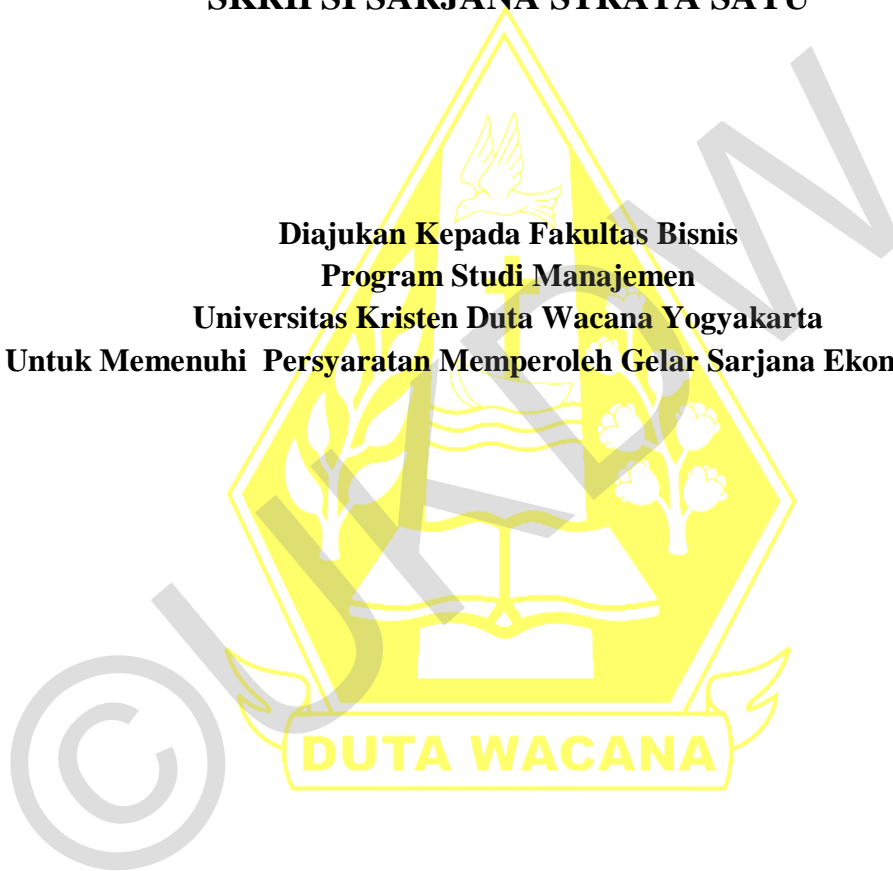 SKRIPSI SARJANA STRATA SATU
Diajukan Kepada Fakultas Bisnis
Program Studi Manajemen
Universitas Kristen Duta Wacana Yogyakarta
Untuk Memenuhi Persyaratan Memperoleh Gelar Sarjana
DUTA WACANA
©UKDW